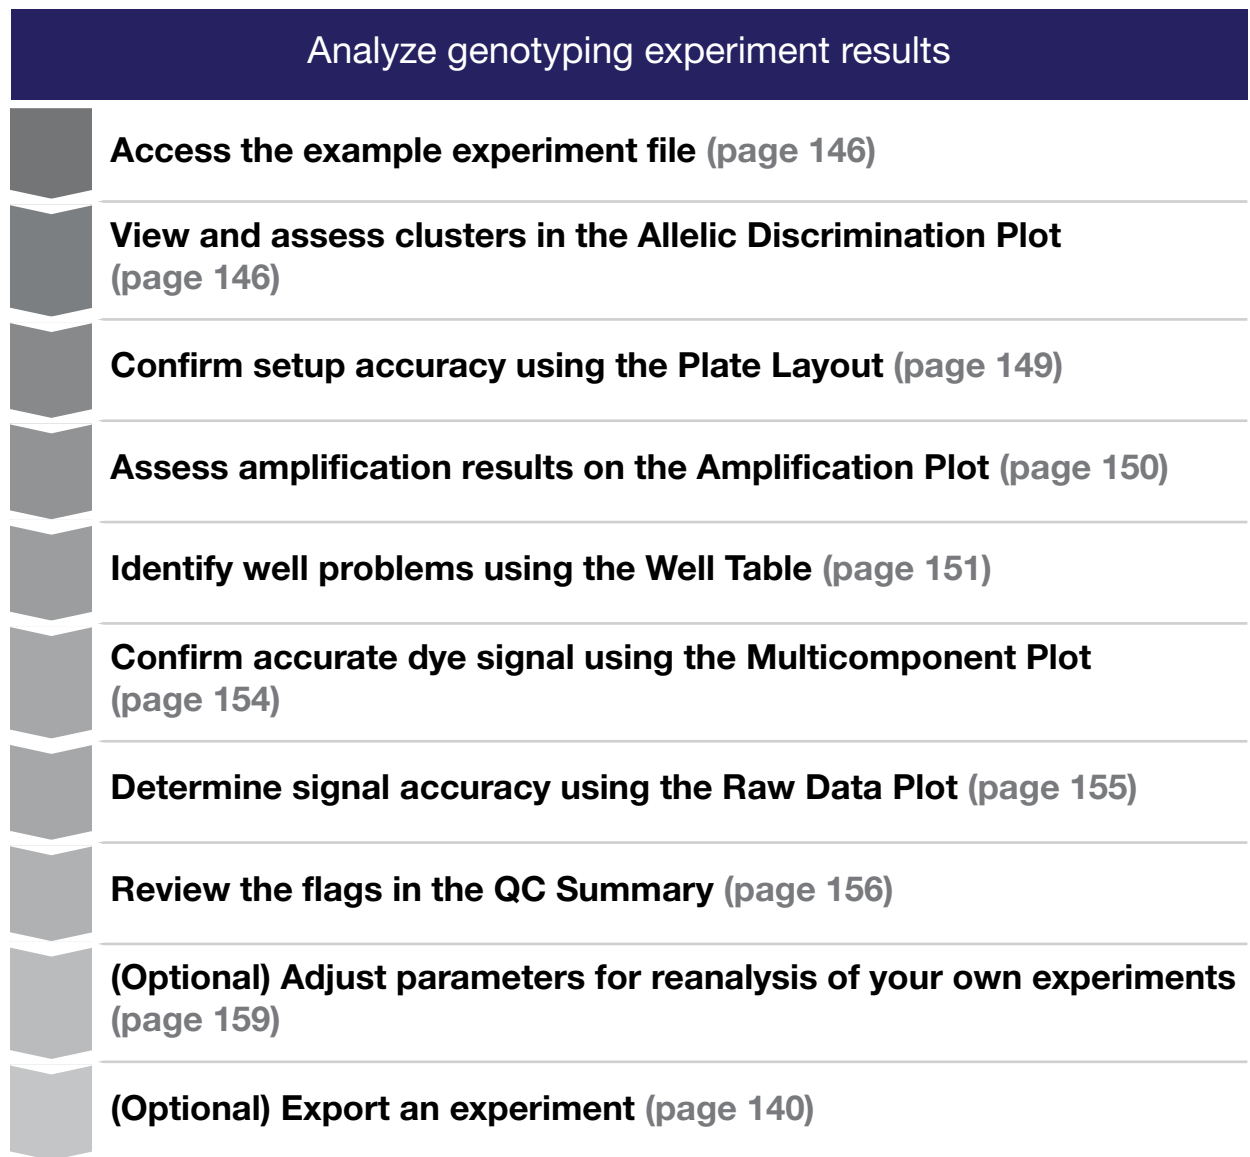 Analyze genotyping experiment results
Access the example experiment file (page 146)
View and assess clusters in the Allelic Discrimination Plot
(page 146)
Confirm setup accuracy using the Plate Layout (page 149)
Assess amplification results on the Amplification Plot (page 150)
Identify well problems using the Well Table (page 151)
Confirm accurate dye signal using the Multicomponent Plot
(page 154)
Determine signal accuracy using the Raw Data Plot (page 155)
Review the flags in the QC Summary (page 156)
(Optional) Adjust parameters for reanalysis of your own experiments
(page 159)
(Optional) Export an experiment (page 140)